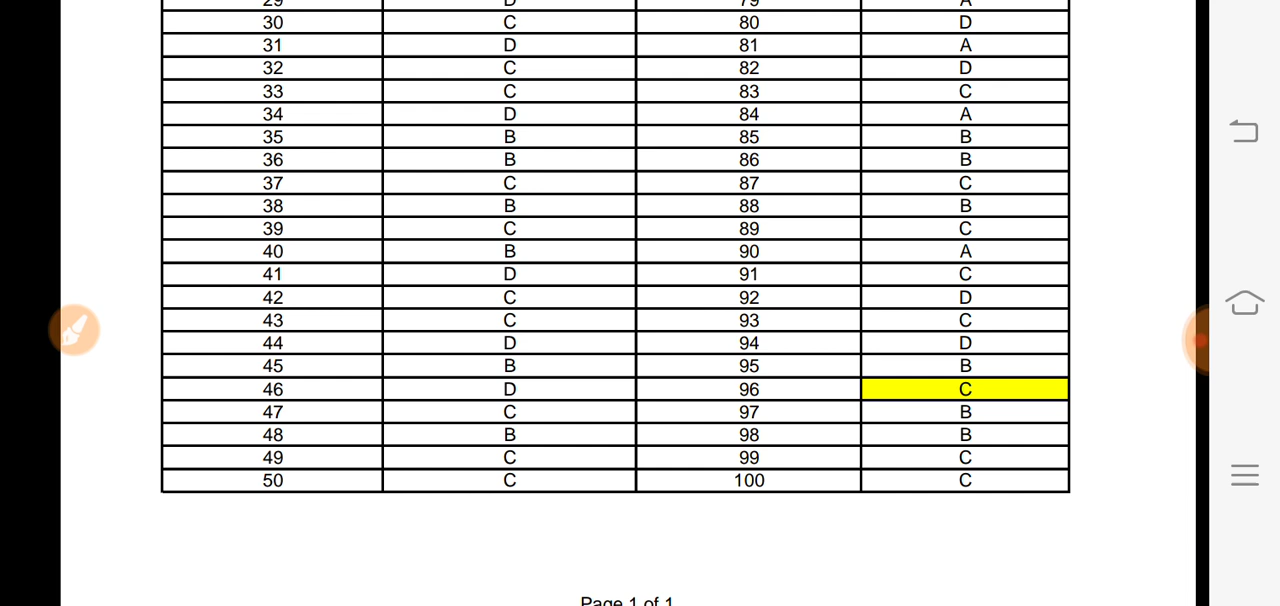 29 D 79 A
30 C 80 D
31 D 81 A
32 C 82 D
33 C 83 C
34 D 84 A
35 B 85 B
36 B 86 B
37 C 87 C
38 B 88 B
39 C 89 C
40 B 90 A
41 D 91 C
42 C 92 D
43 C 93 C
44 D 94 D
45 B 95 B
46 D 96 C
47 C 97 B
48 B 98 B
49 C 99 C
50 C 100 C
Page 1 of 1